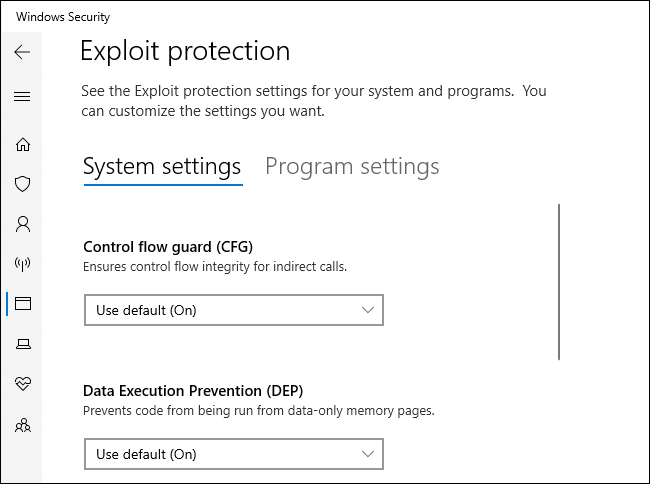 Windows Security
Exploit protection
See the Exploit protection settings for your system and programs.  You
can customize the settings you want.
System settings
Program settings
Control flow guard (CFG)
Ensures control flow integrity for indirect calls.
Use default (On)
Data Execution Prevention (DEP)
Prevents code from being run from data-only memory pages.
Use default (On)